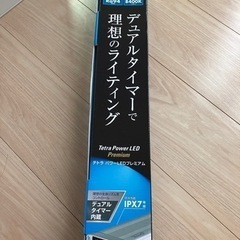 8400K
デュアルタイマーで
理想のライティング
Tetra Power LED
Premium
テトラ パワーLEDプレミアム
デュアル
タイマー
内蔵
IPX7